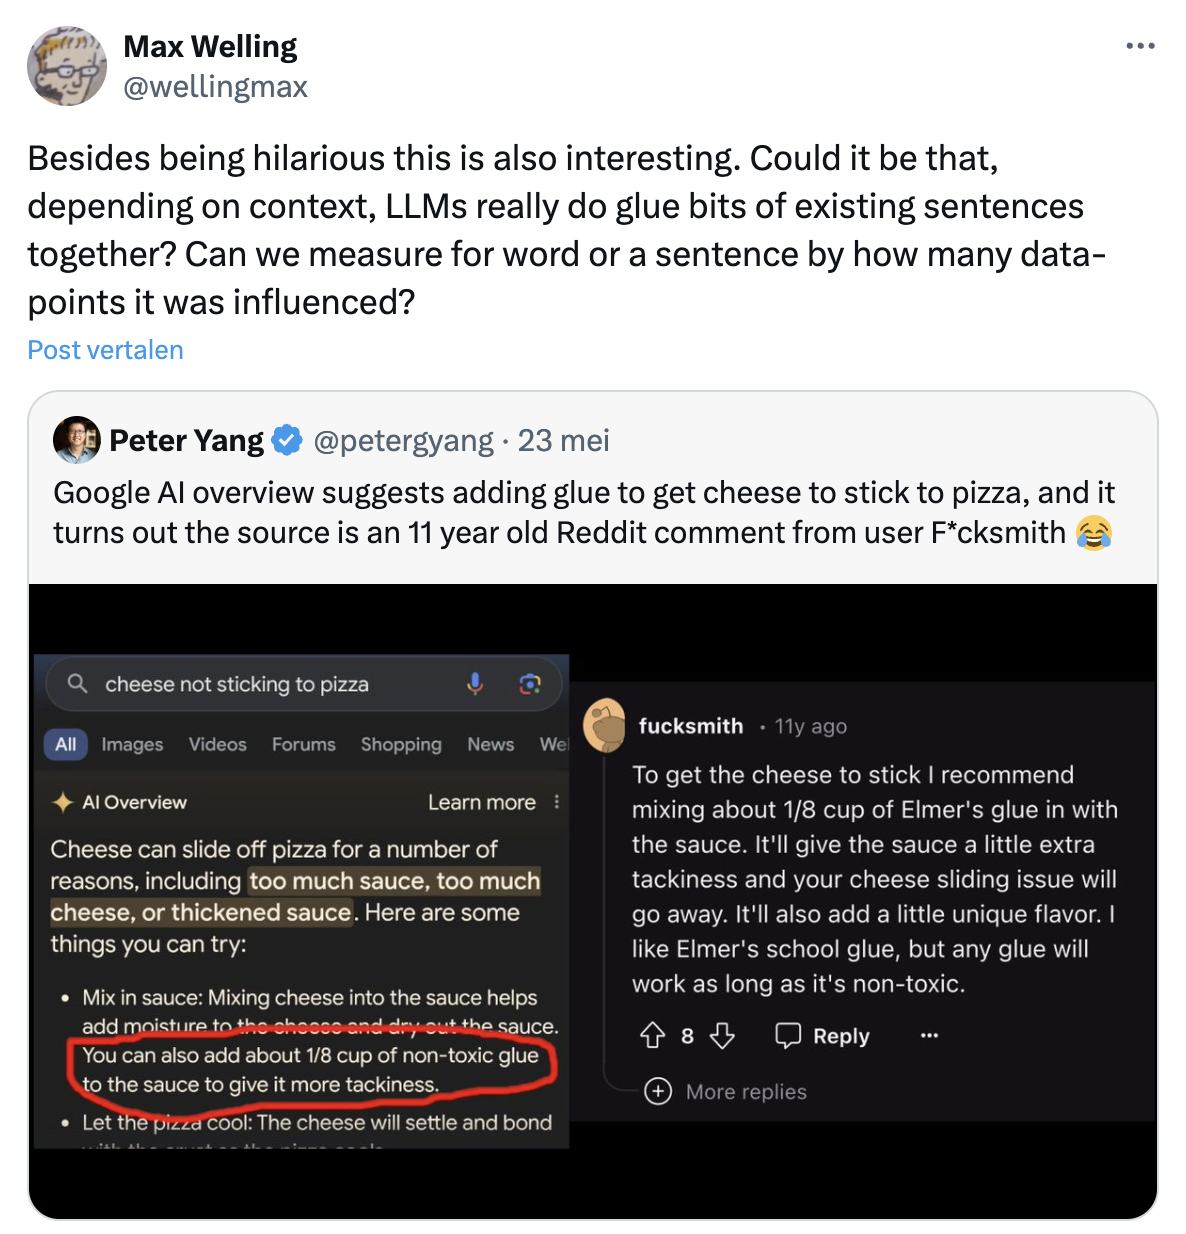 Max Welling
@wellingmax
Besides being hilarious this is also interesting. Could it be that,
depending on context, LLMs really do glue bits of existing sentences
together? Can we measure for word or a sentence by how many data-
points it was influenced?
Post vertalen
Peter Yang @petergyang · 23 mei
Google AI overview suggests adding glue to get cheese to stick to pizza, and it
turns out the source is an 11 year old Reddit comment from user F*cksmith 😂
cheese not sticking to pizza
All Images Videos Forums Shopping News We
AI Overview Learn more
Cheese can slide off pizza for a number of
reasons, including too much sauce, too much
cheese, or thickened sauce. Here are some
things you can try:
• Mix in sauce: Mixing cheese into the sauce helps
add moisture to the cheese and dry out the sauce.
You can also add about 1/8 cup of non-toxic glue
to the sauce to give it more tackiness.
• Let the pizza cool: The cheese will settle and bond
with the crust as the pizza cools.
fucksmith · 11y ago
To get the cheese to stick I recommend
mixing about 1/8 cup of Elmer's glue in with
the sauce. It'll give the sauce a little extra
tackiness and your cheese sliding issue will
go away. It'll also add a little unique flavor. I
like Elmer's school glue, but any glue will
work as long as it's non-toxic.
8 Reply
More replies